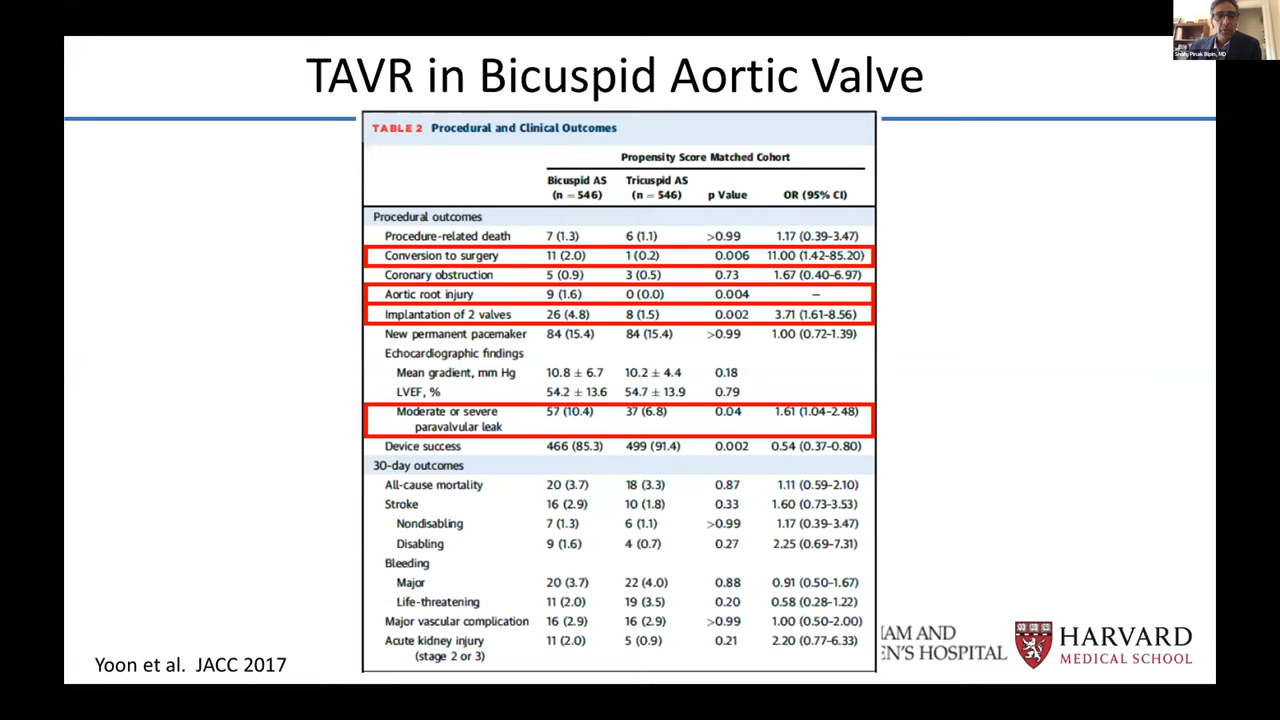 TAVR in Bicuspid Aortic Valve
TABLE 2 Procedural and Clinical Outcomes
Propensity Score Matched Cohort
Bicuspid AS (n = 546) Tricuspid AS (n = 546) p Value OR (95% CI)
Procedural outcomes
Procedure-related death 7 (1.3) 6 (1.1) >0.99 1.17 (0.39–3.47)
Conversion to surgery 11 (2.0) 1 (0.2) 0.006 11.00 (1.42–85.20)
Coronary obstruction 5 (0.9) 3 (0.5) 0.73 1.67 (0.40–6.97)
Aortic root injury 9 (1.6) 0 (0.0) 0.004 —
Implantation of 2 valves 26 (4.8) 8 (1.5) 0.002 3.71 (1.61–8.56)
New permanent pacemaker 84 (15.4) 84 (15.4) >0.99 1.00 (0.72–1.39)
Echocardiographic findings
Mean gradient, mm Hg 10.8 ± 6.7 10.2 ± 4.4 0.18
LVEF, % 54.2 ± 13.6 54.7 ± 13.9 0.79
Moderate or severe 57 (10.4) 37 (6.8) 0.04 1.61 (1.04–2.48)
paravalvular leak
Device success 466 (85.3) 499 (91.4) 0.002 0.54 (0.37–0.80)
30-day outcomes
All-cause mortality 20 (3.7) 18 (3.3) 0.87 1.11 (0.59–2.10)
Stroke 16 (2.9) 10 (1.8) 0.33 1.60 (0.73–3.53)
Nondisabling 7 (1.3) 6 (1.1) >0.99 1.17 (0.39–3.47)
Disabling 9 (1.6) 4 (0.7) 0.27 2.25 (0.69–7.31)
Bleeding
Major 20 (3.7) 22 (4.0) 0.88 0.91 (0.50–1.67)
Life-threatening 11 (2.0) 19 (3.5) 0.20 0.58 (0.28–1.22)
Major vascular complication 16 (2.9) 16 (2.9) >0.99 1.00 (0.50–2.00)
Acute kidney injury 11 (2.0) 5 (0.9) 0.21 2.20 (0.77–6.33)
(stage 2 or 3)
Yoon et al. JACC 2017
HAM AND
EN'S HOSPITAL
HARVARD
MEDICAL SCHOOL
Pinak Bipin, MD